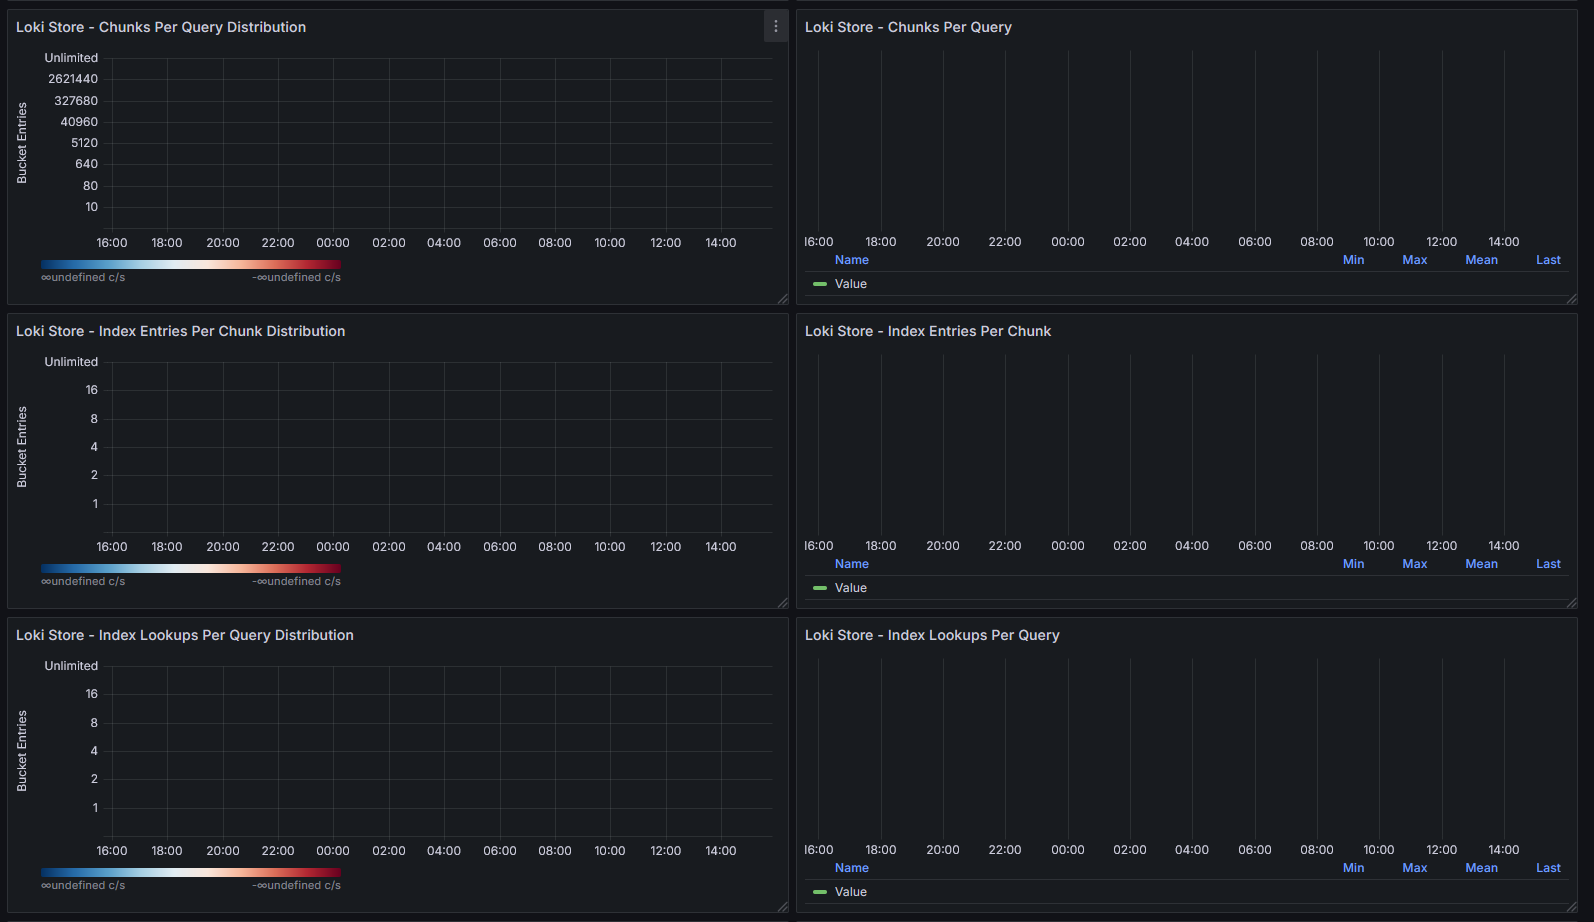 Loki Store - Chunks Per Query Distribution
Bucket Entries
Unlimited
2621440
327680
40960
5120
640
80
10
16:00 18:00 20:00 22:00 00:00 02:00 04:00 06:00 08:00 10:00 12:00 14:00
∞undefined c/s -∞undefined c/s
Loki Store - Chunks Per Query
16:00 18:00 20:00 22:00 00:00 02:00 04:00 06:00 08:00 10:00 12:00 14:00
Name Min Max Mean Last
Value
Loki Store - Index Entries Per Chunk Distribution
Bucket Entries
Unlimited
16
8
4
2
1
16:00 18:00 20:00 22:00 00:00 02:00 04:00 06:00 08:00 10:00 12:00 14:00
∞undefined c/s -∞undefined c/s
Loki Store - Index Entries Per Chunk
16:00 18:00 20:00 22:00 00:00 02:00 04:00 06:00 08:00 10:00 12:00 14:00
Name Min Max Mean Last
Value
Loki Store - Index Lookups Per Query Distribution
Bucket Entries
Unlimited
16
8
4
2
1
16:00 18:00 20:00 22:00 00:00 02:00 04:00 06:00 08:00 10:00 12:00 14:00
∞undefined c/s -∞undefined c/s
Loki Store - Index Lookups Per Query
16:00 18:00 20:00 22:00 00:00 02:00 04:00 06:00 08:00 10:00 12:00 14:00
Name Min Max Mean Last
Value